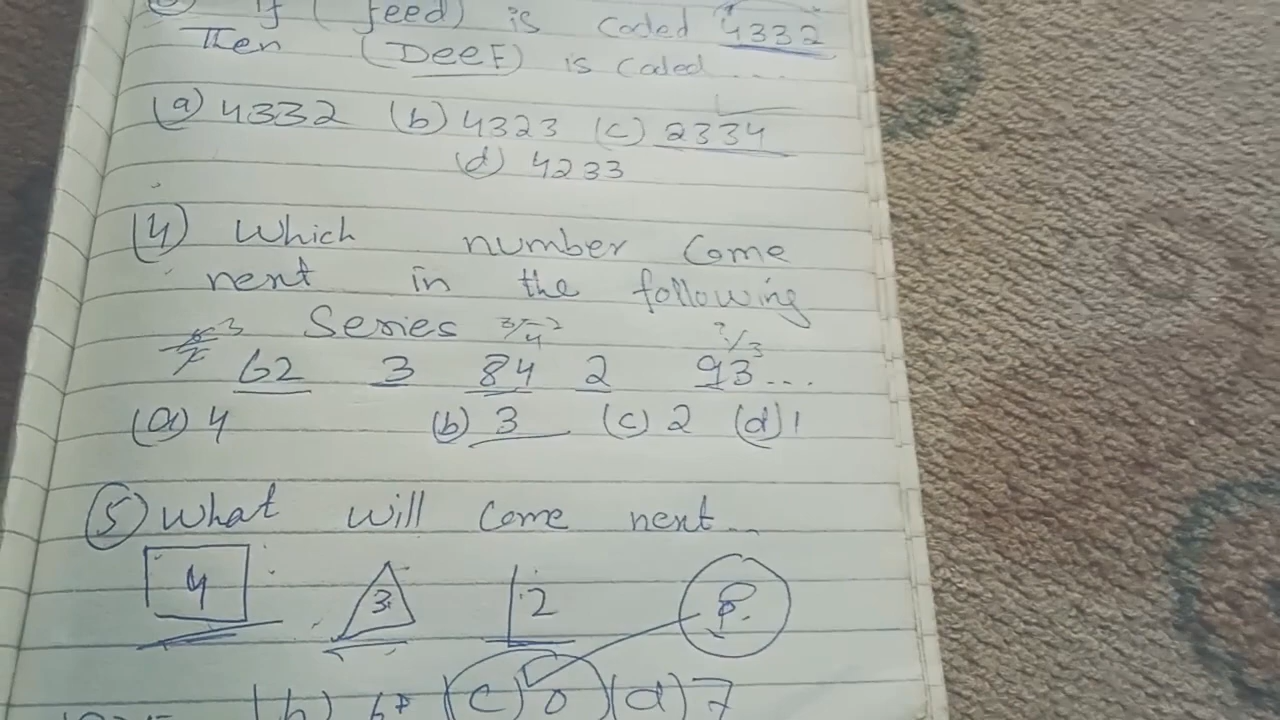 If (feed) is coded 4332
Then (DeeF) is coded ....
(a) 4332 (b) 4323 (c) 2334
(d) 4233
(4) Which number come
next in the following
Series
62 3 84 2 93 ...
(a) 4 (b) 3 (c) 2 (d) 1
(5) What will come next...
4 3 2 ?
(b) (c) 0 (d) 7